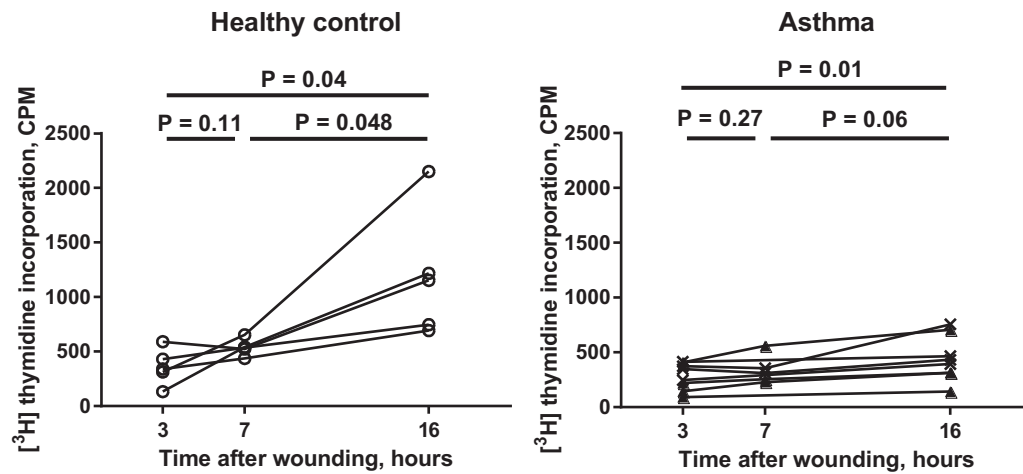 Healthy control
P = 0.04
P = 0.11 P = 0.048
[³H] thymidine incorporation, CPM
2500
2000
1500
1000
500
0
3 7 16
Time after wounding, hours
Asthma
P = 0.01
P = 0.27 P = 0.06
[³H] thymidine incorporation, CPM
2500
2000
1500
1000
500
0
3 7 16
Time after wounding, hours